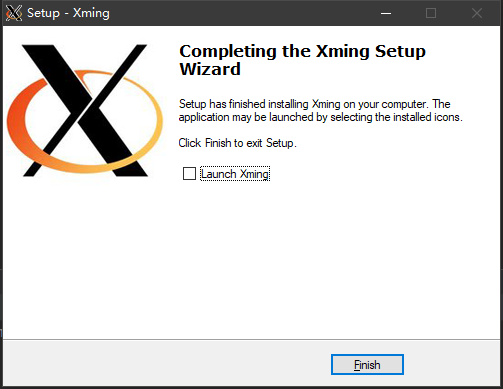 Setup - Xming
Completing the Xming Setup
Wizard
Setup has finished installing Xming on your computer. The
application may be launched by selecting the installed icons.
Click Finish to exit Setup.
Launch Xming
Finish